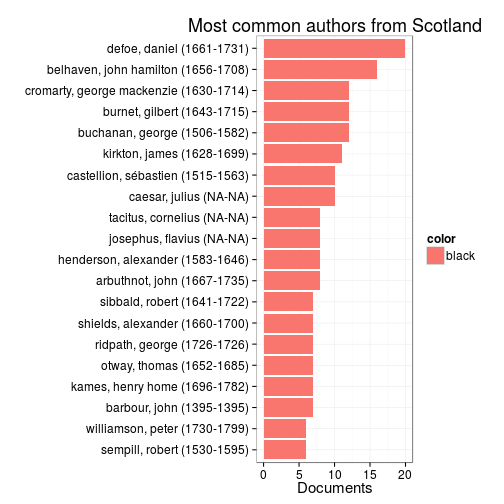 Most common authors from Scotland
defoe, daniel (1661-1731)
belhaven, john hamilton (1656-1708)
cromarty, george mackenzie (1630-1714)
burnet, gilbert (1643-1715)
buchanan, george (1506-1582)
kirkton, james (1628-1699)
castellion, sébastien (1515-1563)
caesar, julius (NA-NA)
tacitus, cornelius (NA-NA)
josephus, flavius (NA-NA)
henderson, alexander (1583-1646)
arbuthnot, john (1667-1735)
sibbald, robert (1641-1722)
shields, alexander (1660-1700)
ridpath, george (1726-1726)
otway, thomas (1652-1685)
kames, henry home (1696-1782)
barbour, john (1395-1395)
williamson, peter (1730-1799)
sempill, robert (1530-1595)
0 5 10 15 20
Documents
color
black